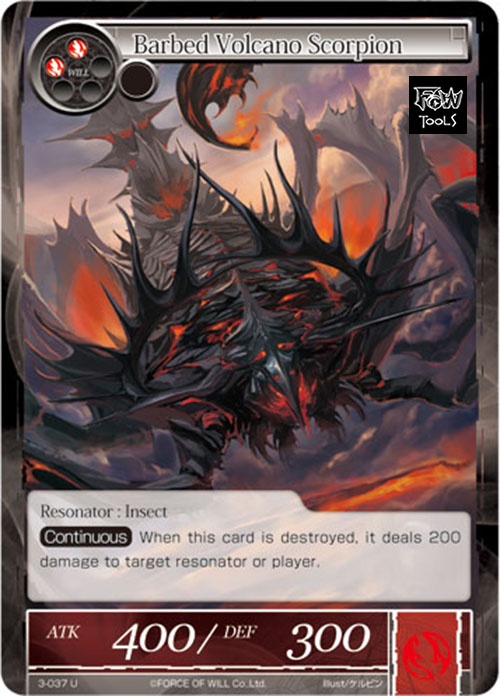 Barbed Volcano Scorpion
WILL
FOW
TOOLS
Resonator : Insect
Continuous When this card is destroyed, it deals 200
damage to target resonator or player.
ATK 400 / DEF 300
3-037 U ©FORCE OF WILL Co.,Ltd. Illust/ケルビン